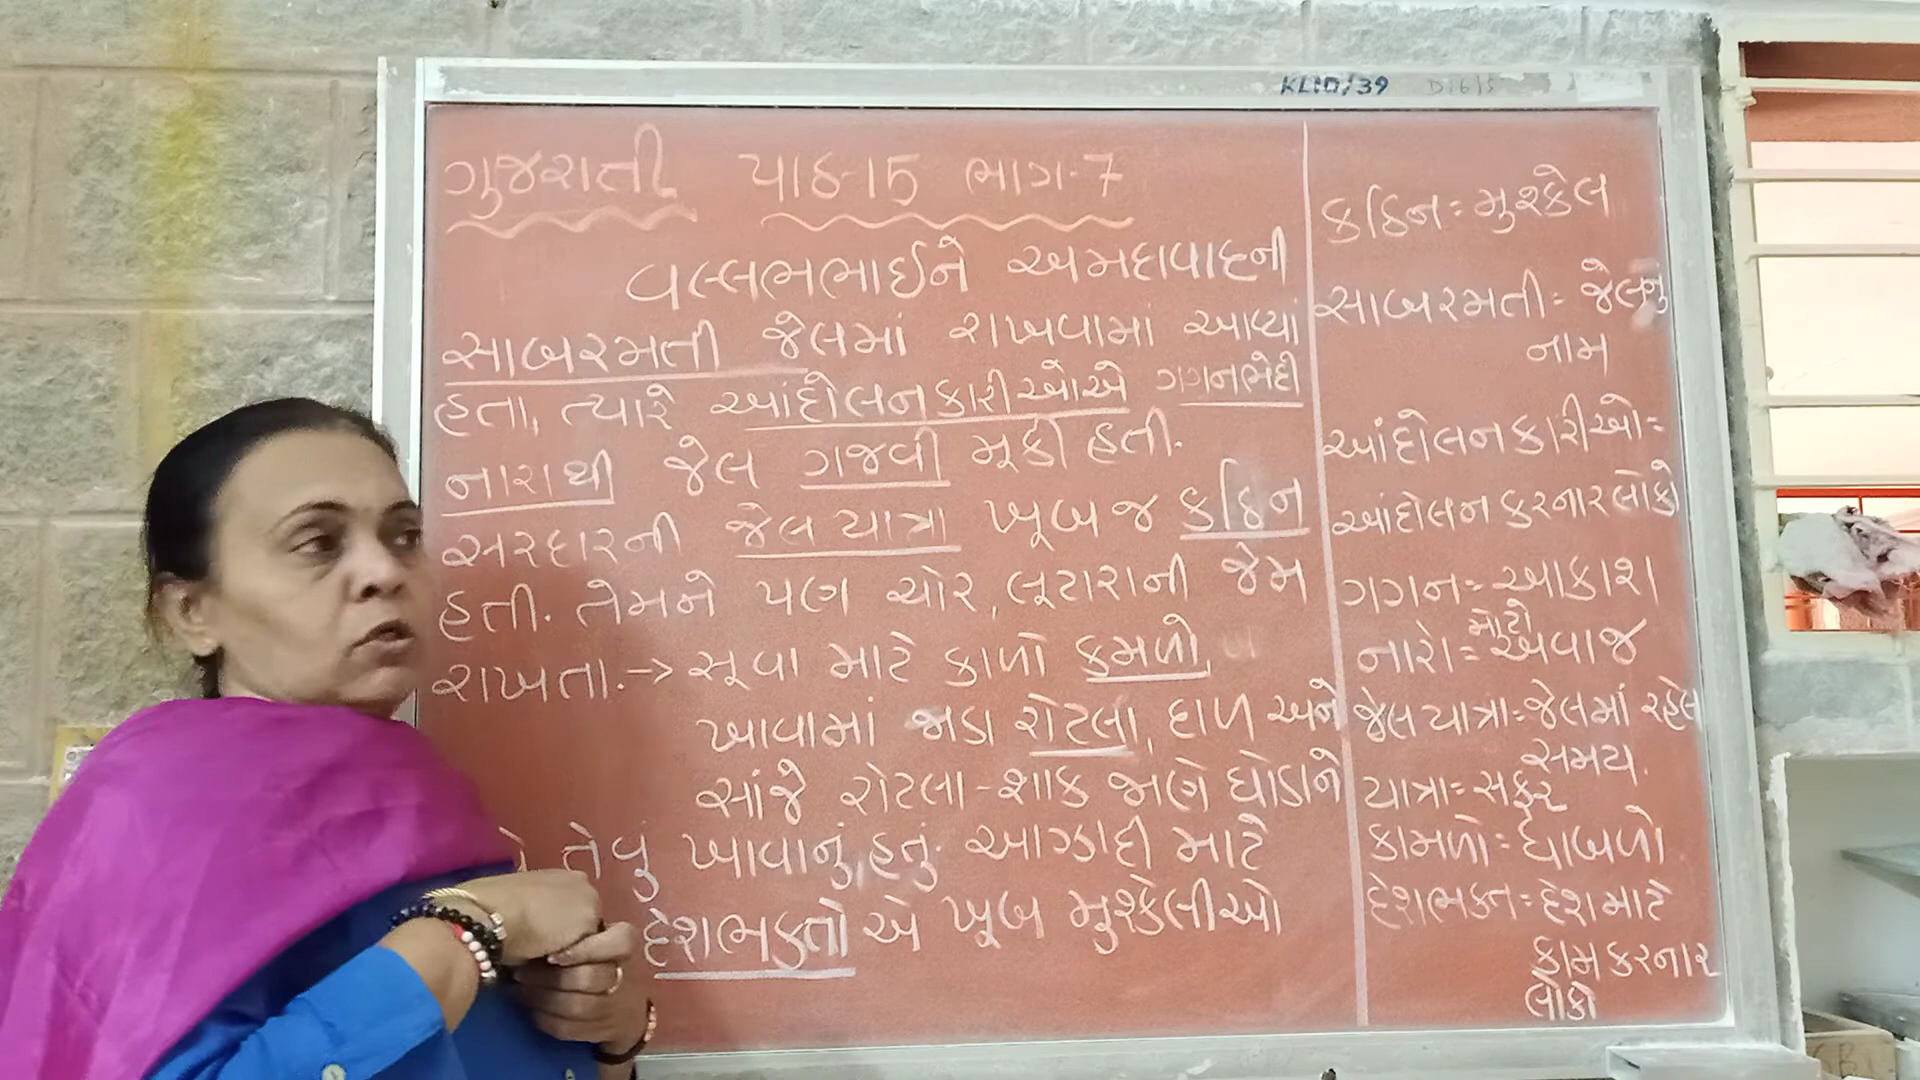 KLID/39
ગુજરાતી પાઠ-15 ભાગ-7
વલ્લભભાઈને અમદાવાદની
સાબરમતી જેલમાં રાખવામા આવ્યાં
હતા, ત્યારે આંદોલનકારીઓએ ગગનભેદી
નારાથી જેલ ગજવી મૂકી હતી.
સરદારની જેલયાત્રા ખૂબ જ કઠિન
હતી. તેમને પણ ચોર, લૂટારાની જેમ
રાખતા.→ સૂવા માટે કાળો કમળો
ખાવામાં જાડા રોટલા, દાળ અને
સાંજે રોટલા-શાક જાણે ઘોડાને
તેવું ખાવાનું હતું. આઝાદી માટે
દેશભક્તો એ ખૂબ મુશ્કેલીઓ
કઠિન = મુશ્કેલ
સાબરમતી = જેલનું
નામ
આંદોલનકારીઓ =
આંદોલન કરનાર લોકો
ગગન = આકાશ
નારો = મોટો અવાજ
જેલયાત્રા = જેલમાં રહેલ
સમય.
યાત્રા = સફર
કામળો = ધાબળો
દેશભક્ત = દેશ માટે
કામ કરનાર
લોકો